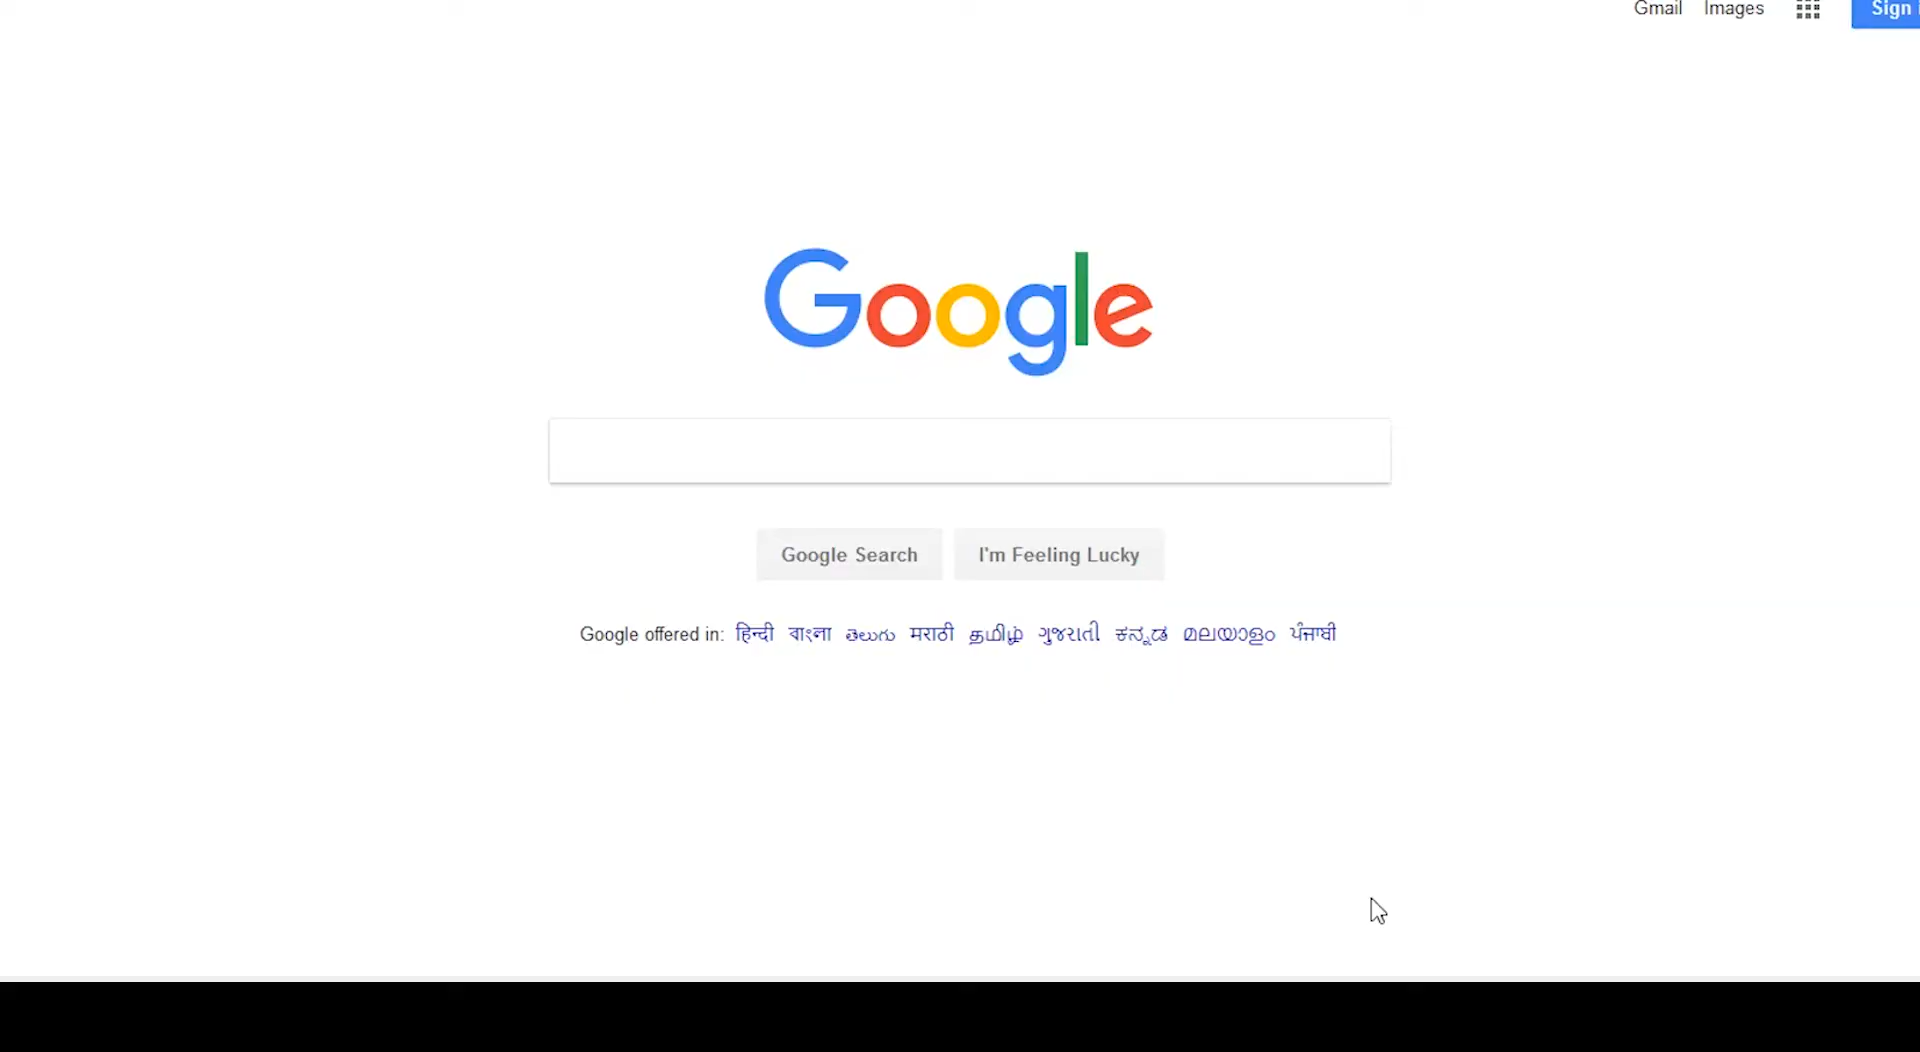 Gmail Images Sign
Google
Google Search I'm Feeling Lucky
Google offered in: हिन्दी বাংলা తెలుగు मराठी தமிழ் ગુજરાતી ಕನ್ನಡ മലയാളം ਪੰਜਾਬੀ